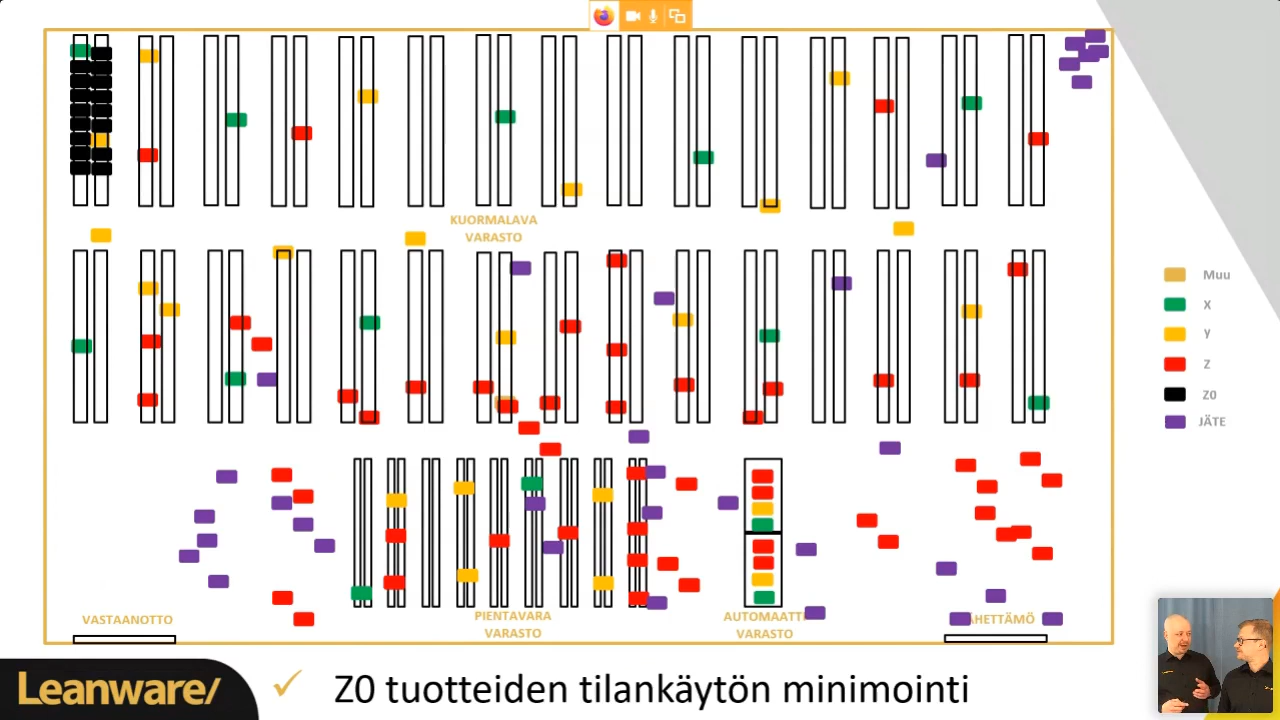 KUORMALAVA
VARASTO
Muu
X
Y
Z
Z0
JÄTE
VASTAANOTTO
PIENTAVARA
VARASTO
AUTOMAATTI
VARASTO
LÄHETTÄMÖ
Leanware/
✓ Z0 tuotteiden tilankäytön minimointi